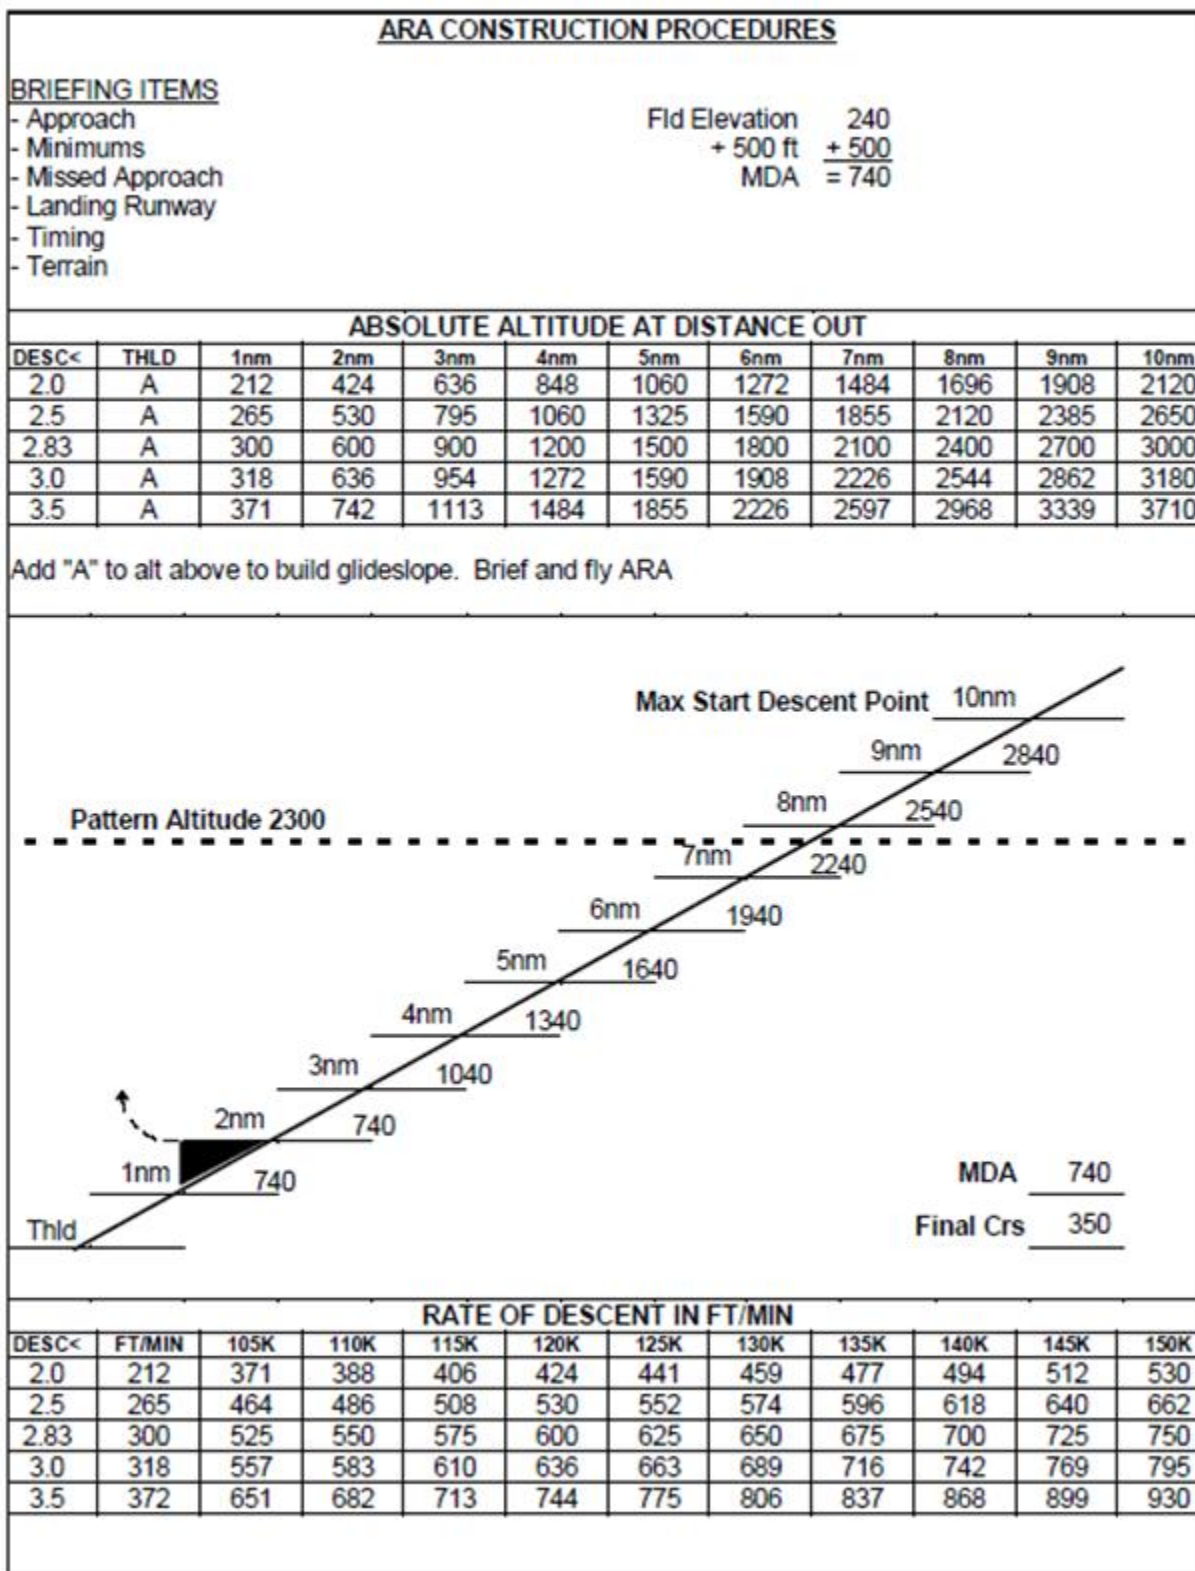 ARA CONSTRUCTION PROCEDURES
BRIEFING ITEMS
- Approach
- Minimums
- Missed Approach
- Landing Runway
- Timing
- Terrain
Fld Elevation 240
+ 500 ft + 500
MDA = 740
ABSOLUTE ALTITUDE AT DISTANCE OUT
DESC< THLD 1nm 2nm 3nm 4nm 5nm 6nm 7nm 8nm 9nm 10nm
2.0 A 212 424 636 848 1060 1272 1484 1696 1908 2120
2.5 A 265 530 795 1060 1325 1590 1855 2120 2385 2650
2.83 A 300 600 900 1200 1500 1800 2100 2400 2700 3000
3.0 A 318 636 954 1272 1590 1908 2226 2544 2862 3180
3.5 A 371 742 1113 1484 1855 2226 2597 2968 3339 3710
Add "A" to alt above to build glideslope. Brief and fly ARA
Max Start Descent Point 10nm
9nm 2840
8nm 2540
Pattern Altitude 2300
7nm 2240
6nm 1940
5nm 1640
4nm 1340
3nm 1040
2nm 740
1nm 740
MDA 740
Thld
Final Crs 350
RATE OF DESCENT IN FT/MIN
DESC< FT/MIN 105K 110K 115K 120K 125K 130K 135K 140K 145K 150K
2.0 212 371 388 406 424 441 459 477 494 512 530
2.5 265 464 486 508 530 552 574 596 618 640 662
2.83 300 525 550 575 600 625 650 675 700 725 750
3.0 318 557 583 610 636 663 689 716 742 769 795
3.5 372 651 682 713 744 775 806 837 868 899 930